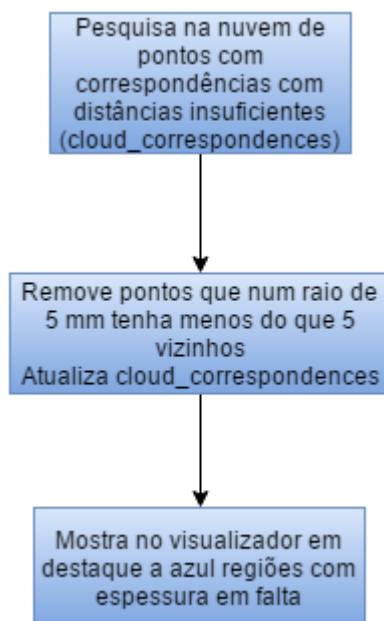 Pesquisa na nuvem de
pontos com
correspondências com
distâncias insuficientes
(cloud_correspondences)
Remove pontos que num raio de
5 mm tenha menos do que 5
vizinhos
Atualiza cloud_correspondences
Mostra no visualizador em
destaque a azul regiões com
espessura em falta